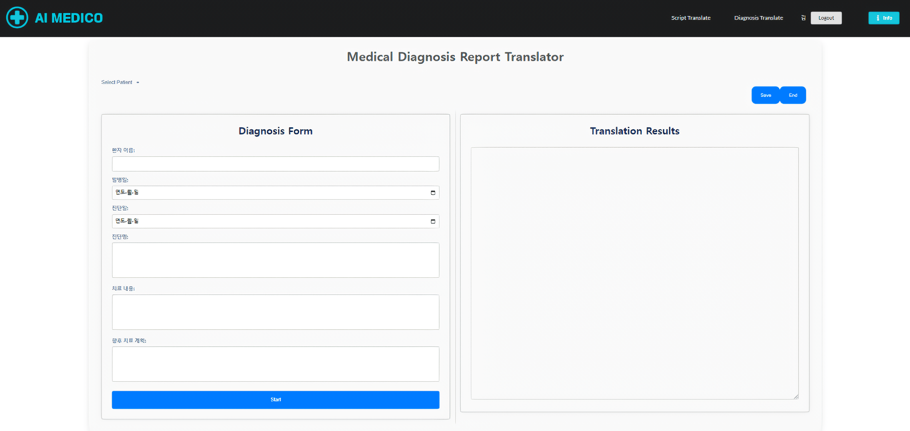 AI MEDICO
Script Translate
Diagnosis Translate
Logout
Info
Medical Diagnosis Report Translator
Select Patient
Save
End
Diagnosis Form
환자 이름:
발병일:
연도-월-일
진단일:
연도-월-일
진단명:
치료 내용:
향후 치료 계획:
Start
Translation Results